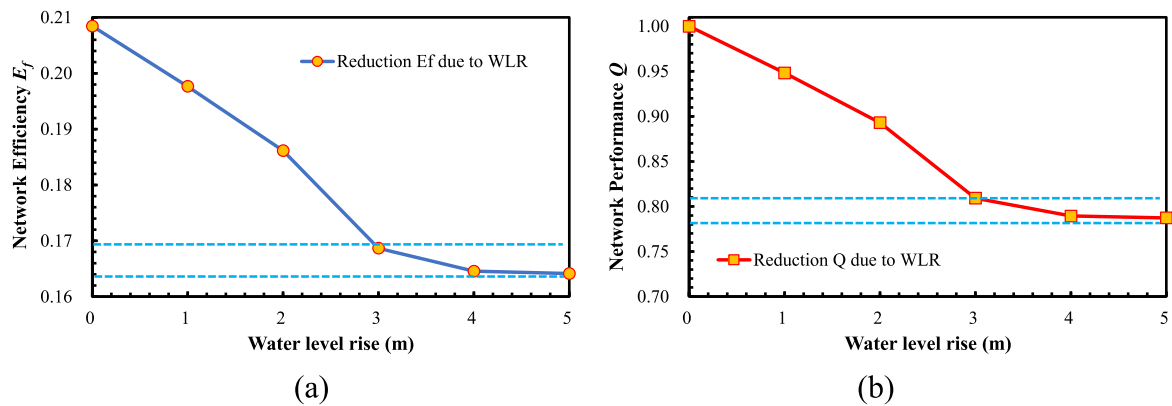 0.21
0.20
0.19
0.18
0.17
0.16
Network Efficiency Ef
Reduction Ef due to WLR
0 1 2 3 4 5
Water level rise (m)
(a)
1.00
0.95
0.90
0.85
0.80
0.75
0.70
Network Performance Q
Reduction Q due to WLR
0 1 2 3 4 5
Water level rise (m)
(b)